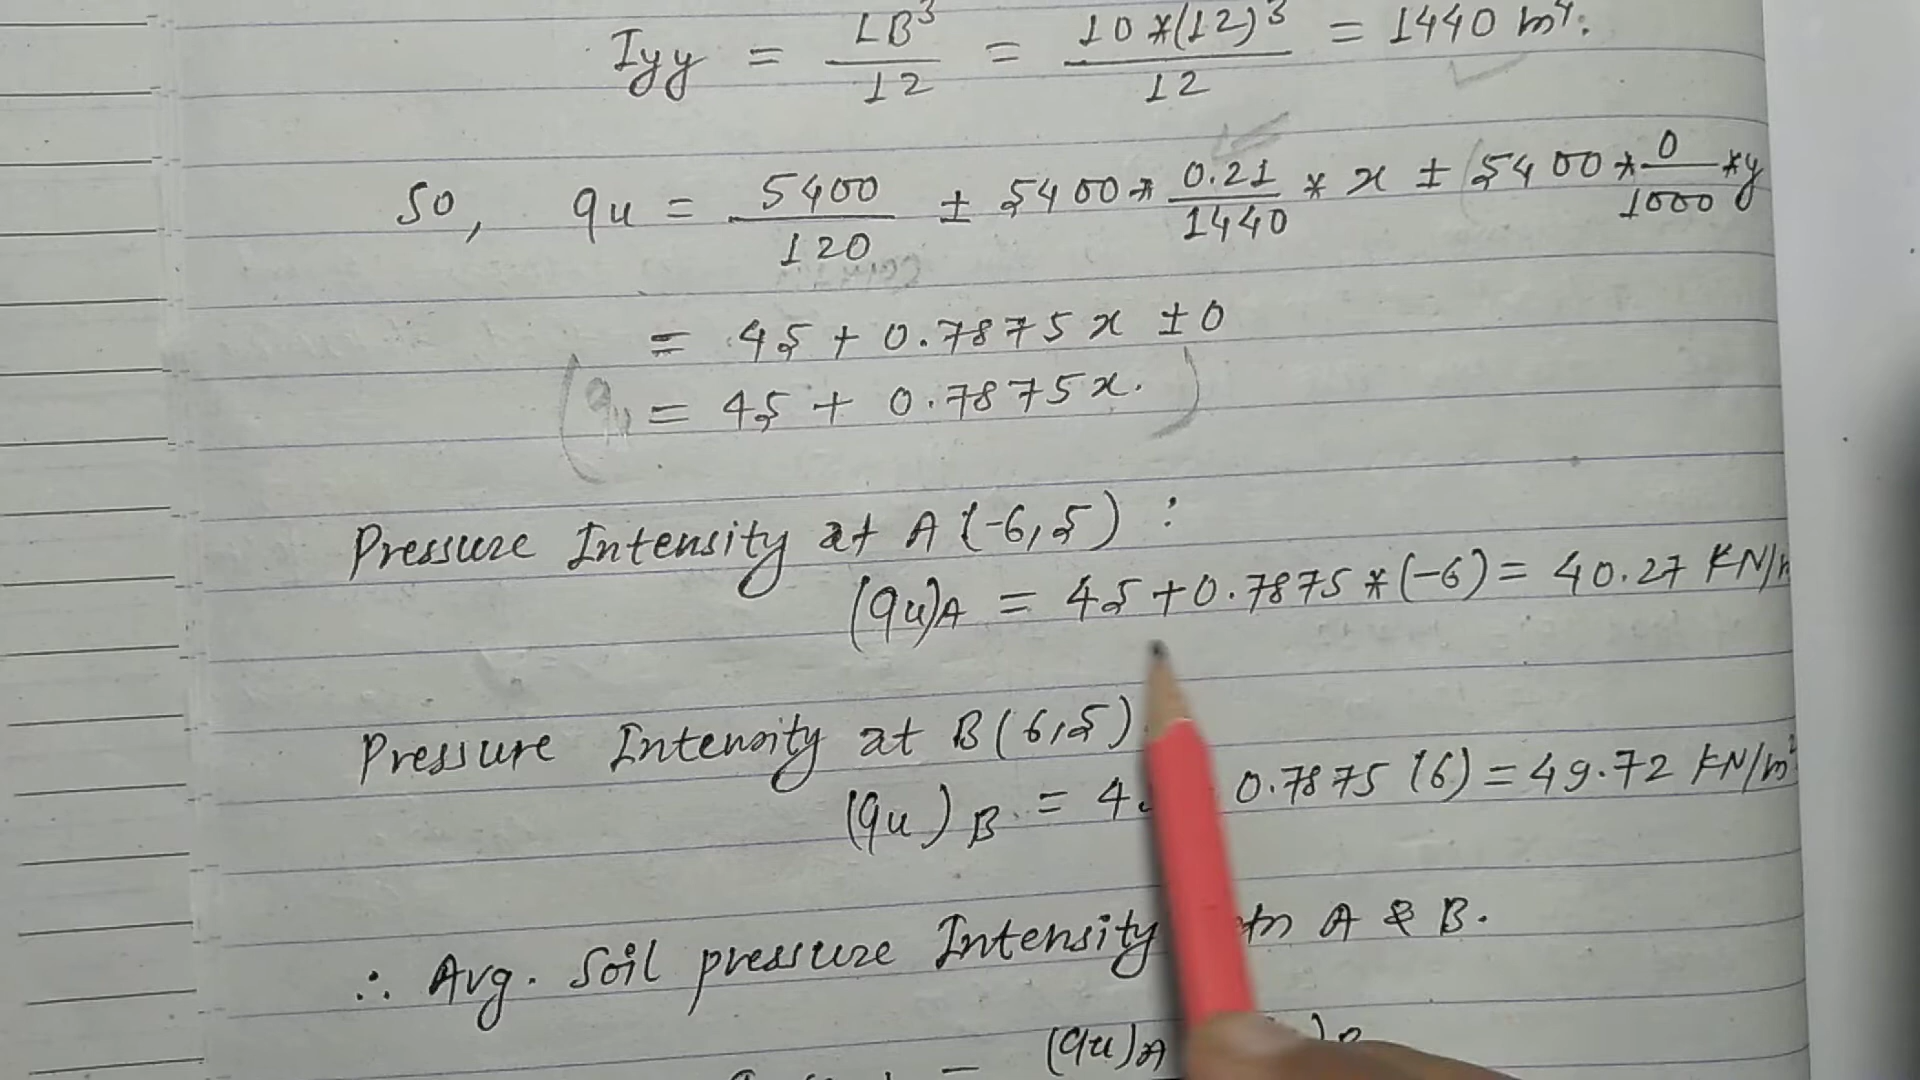 Iyy = LB³/12 = 10*(12)³/12 = 1440 m⁴.
So, qu = 5400/120 ± 5400*0.21/1440*x ± 5400*0/1000*y
= 45 + 0.7875x ±0
qu = 45 + 0.7875x.
Pressure Intensity at A(-6,5) :
(qu)A = 45+0.7875*(-6)= 40.27 KN/
Pressure Intensity at B(6,5)
(qu)B = 4 0.7875 (6)=49.72 KN/m²
∴ Avg. Soil pressure Intensity A & B.
(qu)A